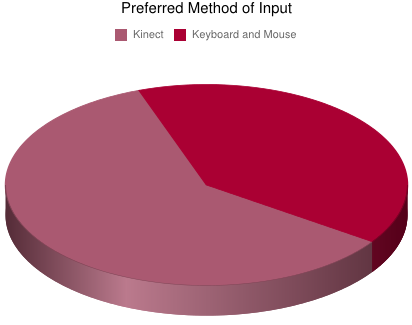 Preferred Method of Input
Kinect Keyboard and Mouse